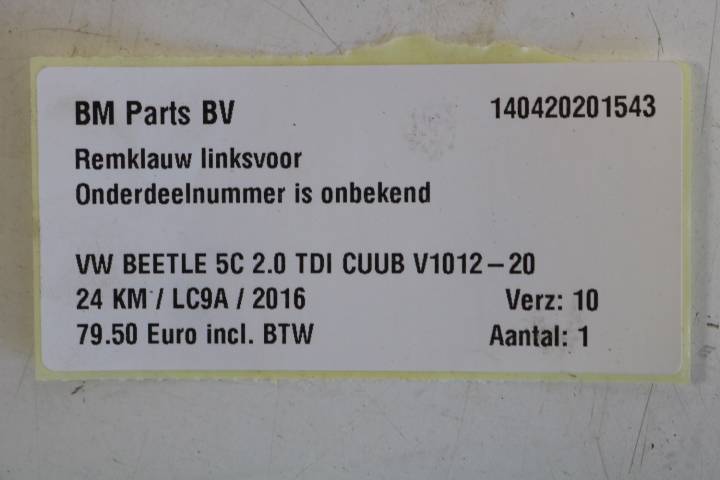 BM Parts BV 140420201543
Remklauw linksvoor
Onderdeelnummer is onbekend
VW BEETLE 5C 2.0 TDI CUUB V1012-20
24 KM / LC9A / 2016 Verz: 10
79.50 Euro incl. BTW Aantal: 1